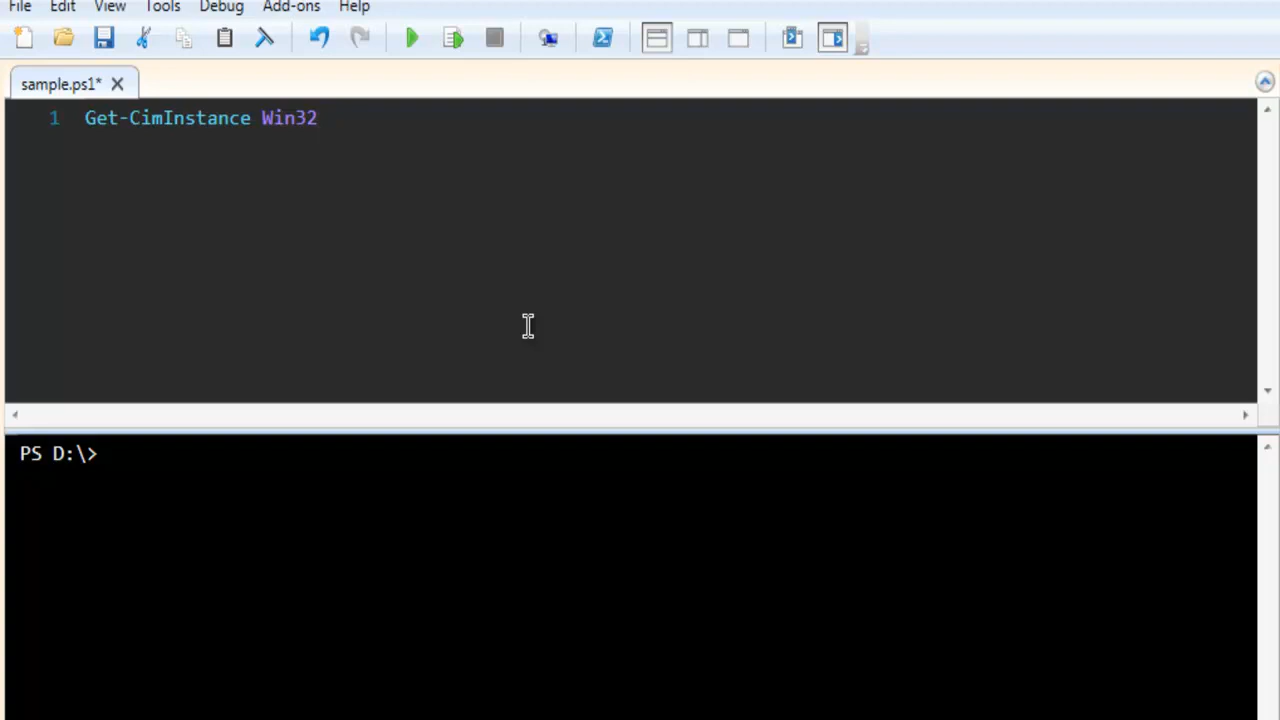 File Edit View Tools Debug Add-ons Help
sample.ps1*
1 Get-CimInstance Win32
PS D:\>